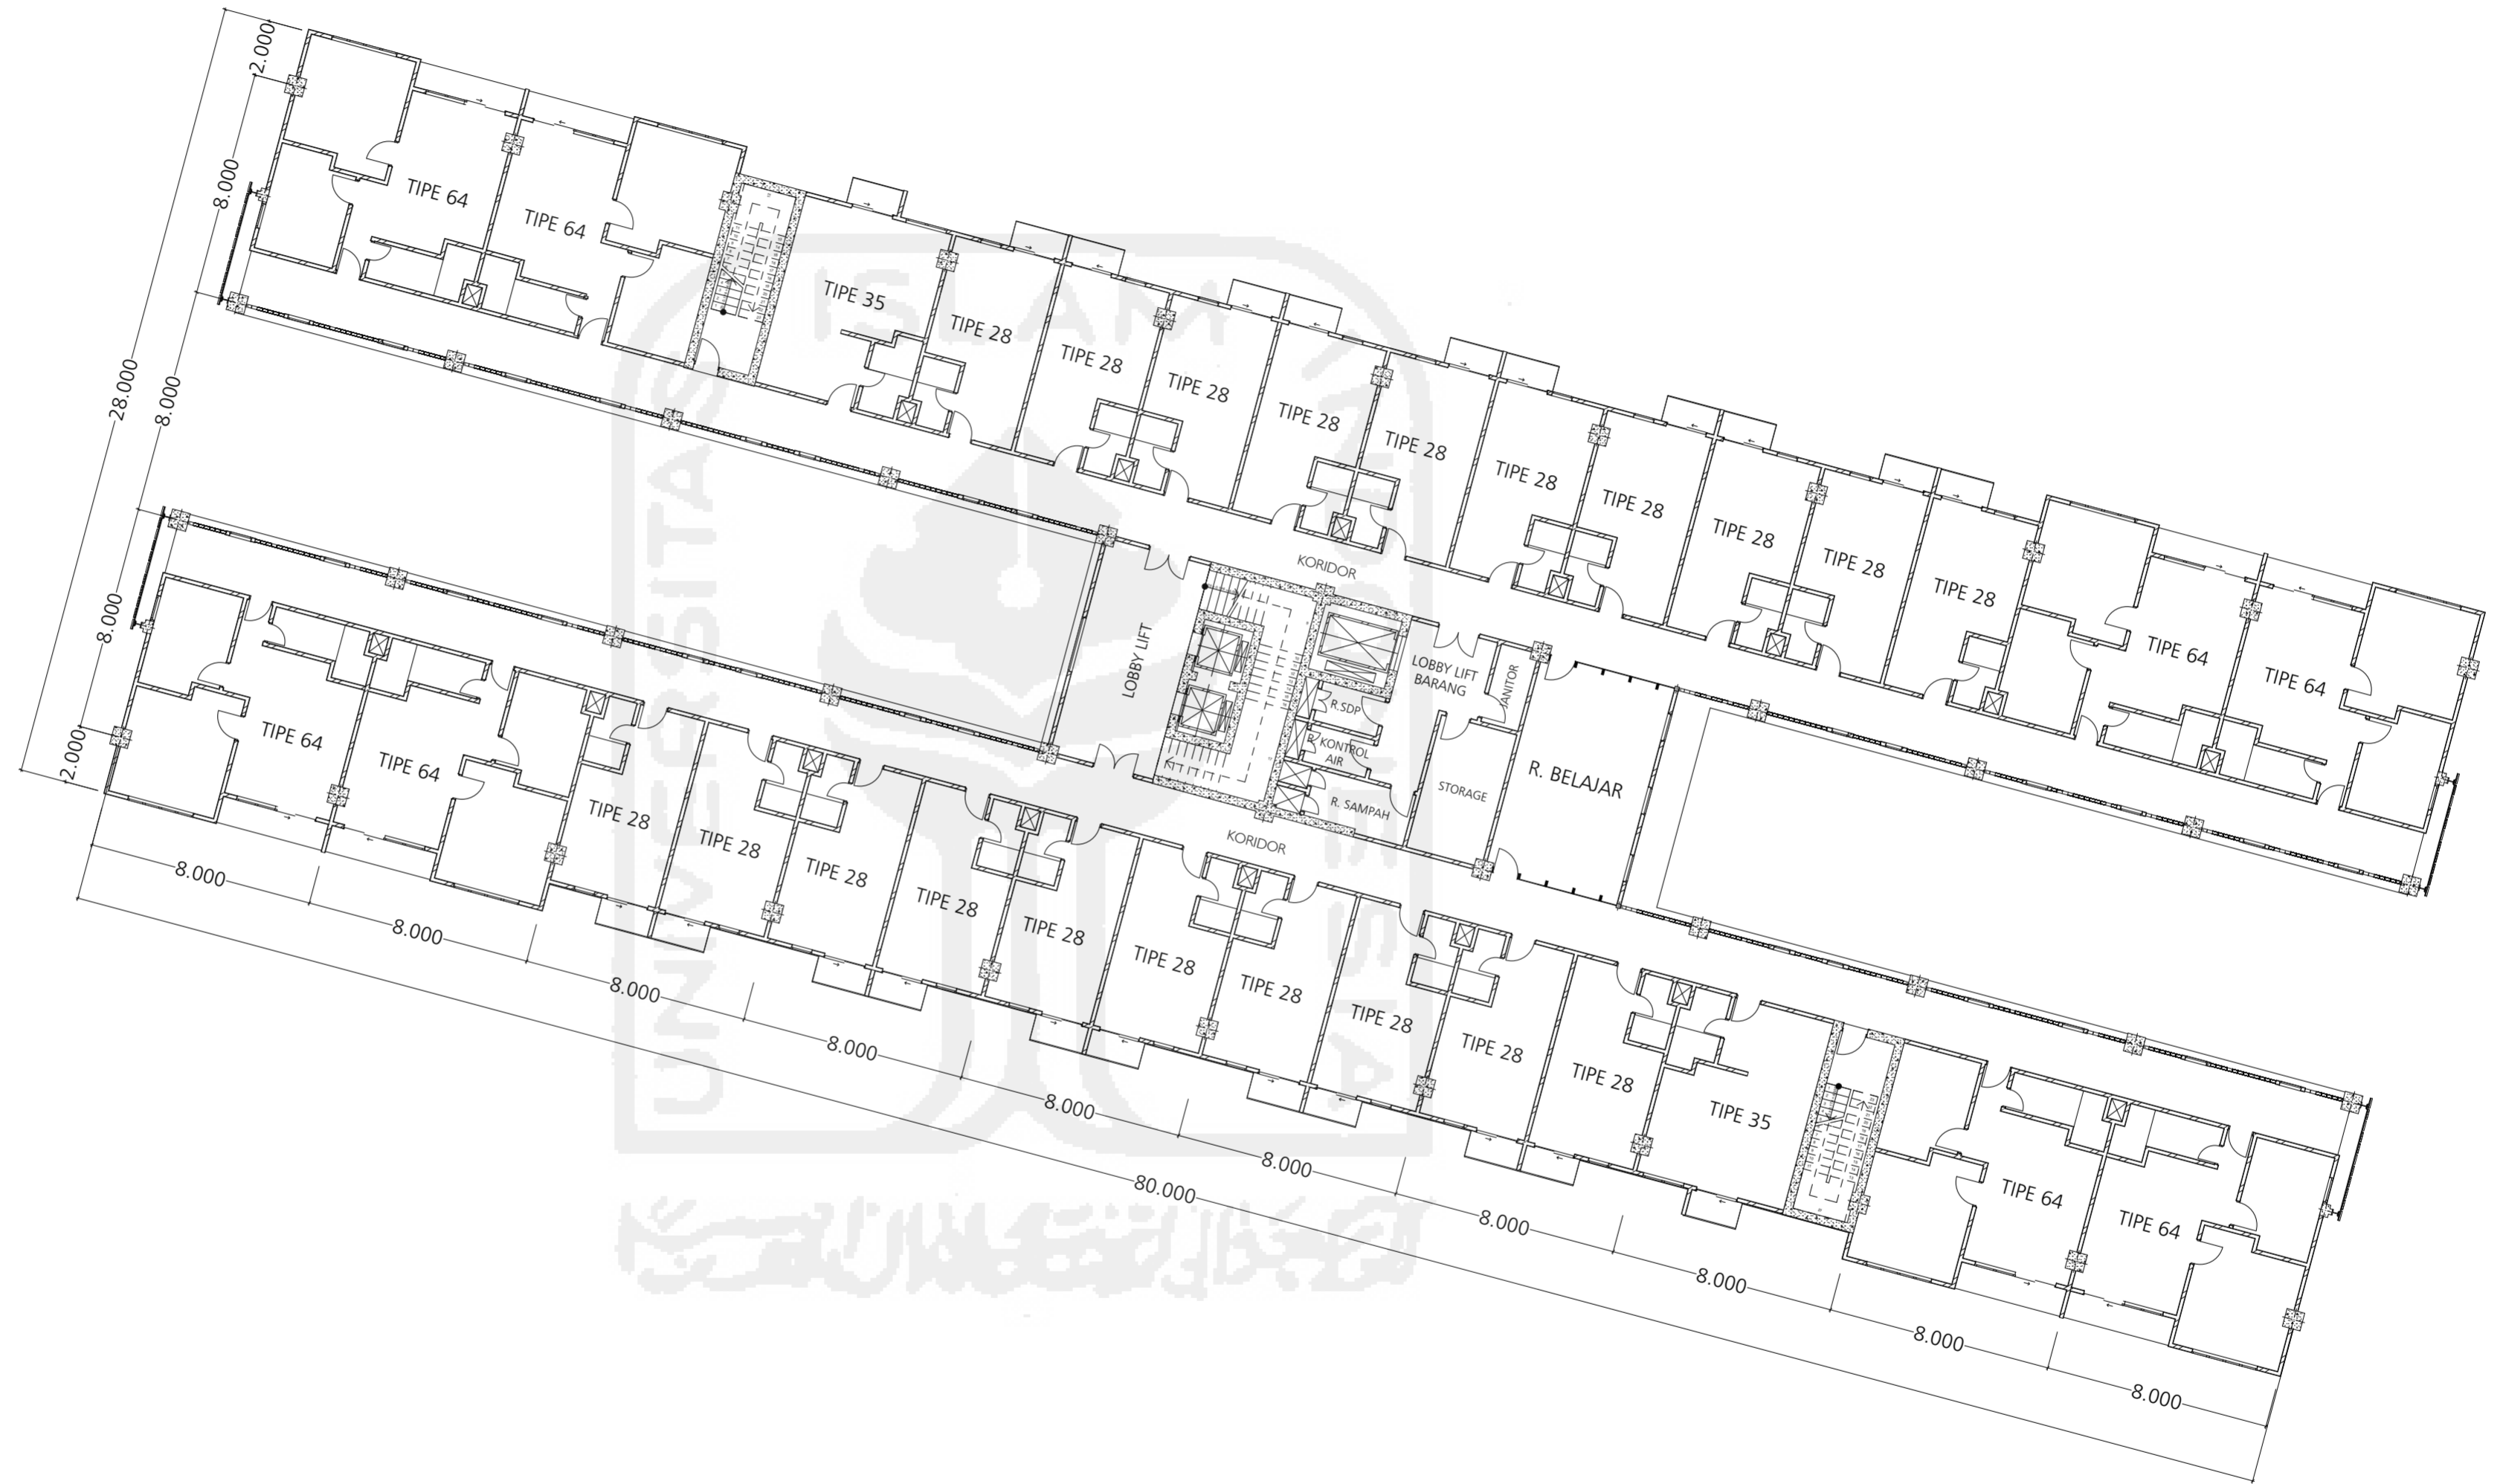 2.000
8.000
8.000
8.000
2.000
28.000
TIPE 64
TIPE 64
TIPE 35
TIPE 28
TIPE 28
TIPE 28
TIPE 28
TIPE 28
TIPE 28
TIPE 28
TIPE 28
TIPE 28
TIPE 28
TIPE 64
TIPE 64
KORIDOR
LOBBY LIFT
LOBBY LIFT
BARANG
JANITOR
R.SDP
R. KONTROL
AIR
R. SAMPAH
STORAGE
R. BELAJAR
KORIDOR
TIPE 64
TIPE 64
TIPE 28
TIPE 28
TIPE 28
TIPE 28
TIPE 28
TIPE 28
TIPE 28
TIPE 28
TIPE 28
TIPE 28
TIPE 35
TIPE 64
TIPE 64
8.000
8.000
8.000
8.000
8.000
8.000
8.000
8.000
8.000
8.000
80.000
UNIVERSITAS
ISLAM
INDONESIA